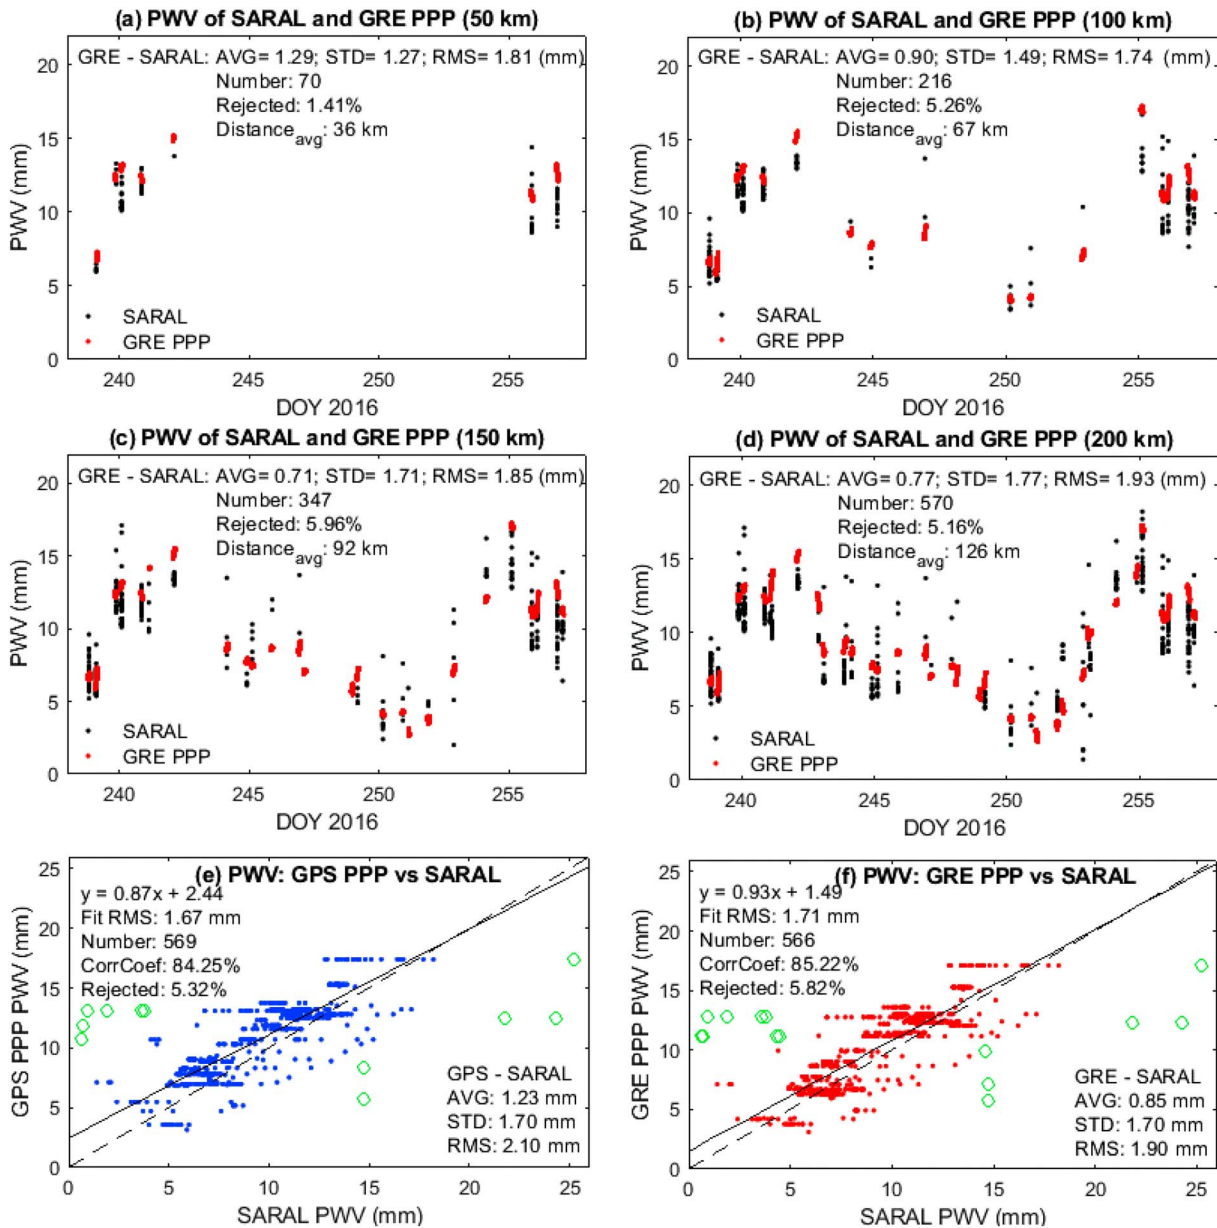 (a) PWV of SARAL and GRE PPP (50 km)
GRE - SARAL: AVG= 1.29; STD= 1.27; RMS= 1.81 (mm)
Number: 70
Rejected: 1.41%
Distanceavg: 36 km
20
15
10
5
0
PWV (mm)
SARAL
GRE PPP
240
245
250
255
DOY 2016
(b) PWV of SARAL and GRE PPP (100 km)
GRE - SARAL: AVG= 0.90; STD= 1.49; RMS= 1.74 (mm)
Number: 216
Rejected: 5.26%
Distanceavg: 67 km
20
15
10
5
0
PWV (mm)
SARAL
GRE PPP
240
245
250
255
DOY 2016
(c) PWV of SARAL and GRE PPP (150 km)
GRE - SARAL: AVG= 0.71; STD= 1.71; RMS= 1.85 (mm)
Number: 347
Rejected: 5.96%
Distanceavg: 92 km
20
15
10
5
0
PWV (mm)
SARAL
GRE PPP
240
245
250
255
DOY 2016
(d) PWV of SARAL and GRE PPP (200 km)
GRE - SARAL: AVG= 0.77; STD= 1.77; RMS= 1.93 (mm)
Number: 570
Rejected: 5.16%
Distanceavg: 126 km
20
15
10
5
0
PWV (mm)
SARAL
GRE PPP
240
245
250
255
DOY 2016
(e) PWV: GPS PPP vs SARAL
y = 0.87x + 2.44
Fit RMS: 1.67 mm
Number: 569
CorrCoef: 84.25%
Rejected: 5.32%
25
20
15
10
5
0
GPS PPP PWV (mm)
GPS - SARAL
AVG: 1.23 mm
STD: 1.70 mm
RMS: 2.10 mm
0
5
10
15
20
25
SARAL PWV (mm)
(f) PWV: GRE PPP vs SARAL
y = 0.93x + 1.49
Fit RMS: 1.71 mm
Number: 566
CorrCoef: 85.22%
Rejected: 5.82%
25
20
15
10
5
0
GRE PPP PWV (mm)
GRE - SARAL
AVG: 0.85 mm
STD: 1.70 mm
RMS: 1.90 mm
0
5
10
15
20
25
SARAL PWV (mm)